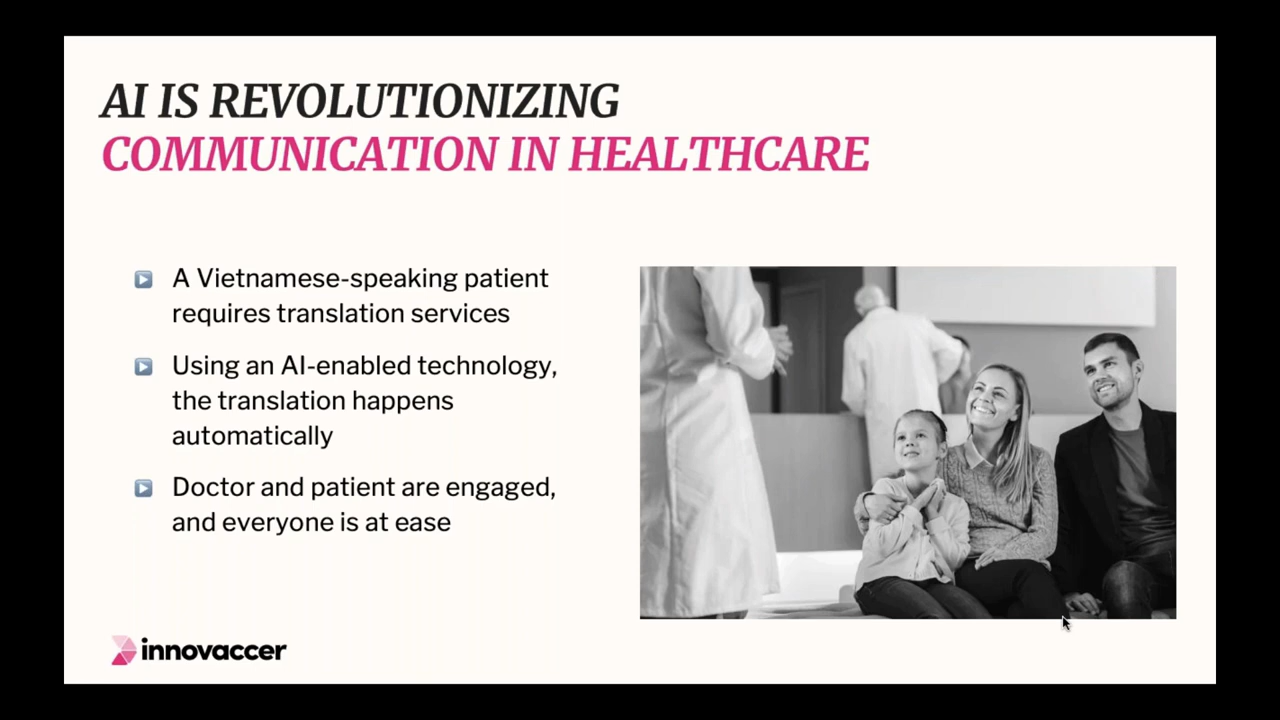 AI IS REVOLUTIONIZING
COMMUNICATION IN HEALTHCARE
A Vietnamese-speaking patient
requires translation services
Using an AI-enabled technology,
the translation happens
automatically
Doctor and patient are engaged,
and everyone is at ease
innovaccer